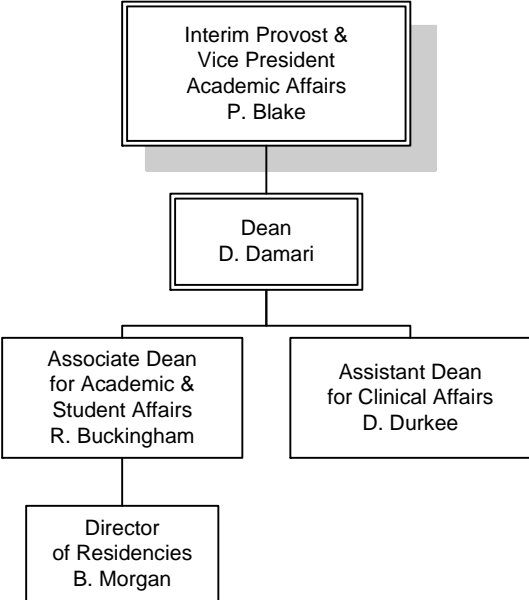 Interim Provost &
Vice President
Academic Affairs
P. Blake
Dean
D. Damari
Associate Dean
for Academic &
Student Affairs
R. Buckingham
Assistant Dean
for Clinical Affairs
D. Durkee
Director
of Residencies
B. Morgan